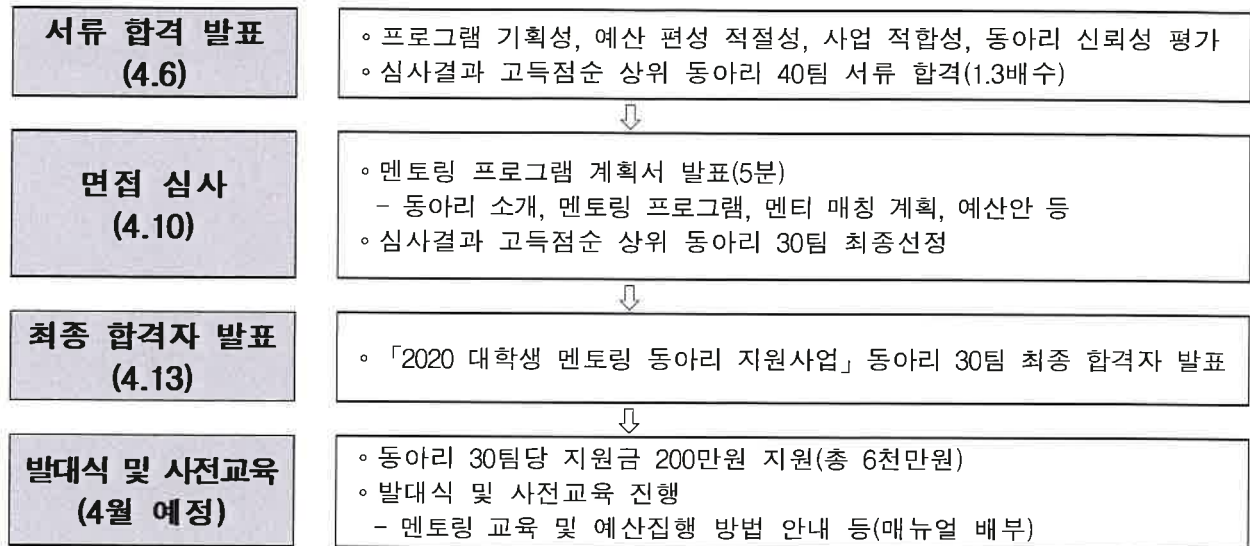 서류 합격 발표
(4.6)
◦ 프로그램 기획성, 예산 편성 적절성, 사업 적합성, 동아리 신뢰성 평가
◦ 심사결과 고득점순 상위 동아리 40팀 서류 합격(1.3배수)
⇩
면접 심사
(4.10)
◦ 멘토링 프로그램 계획서 발표(5분)
- 동아리 소개, 멘토링 프로그램, 멘티 매칭 계획, 예산안 등
◦ 심사결과 고득점순 상위 동아리 30팀 최종선정
⇩
최종 합격자 발표
(4.13)
◦ 「2020 대학생 멘토링 동아리 지원사업」 동아리 30팀 최종 합격자 발표
⇩
발대식 및 사전교육
(4월 예정)
◦ 동아리 30팀당 지원금 200만원 지원(총 6천만원)
◦ 발대식 및 사전교육 진행
- 멘토링 교육 및 예산집행 방법 안내 등(매뉴얼 배부)